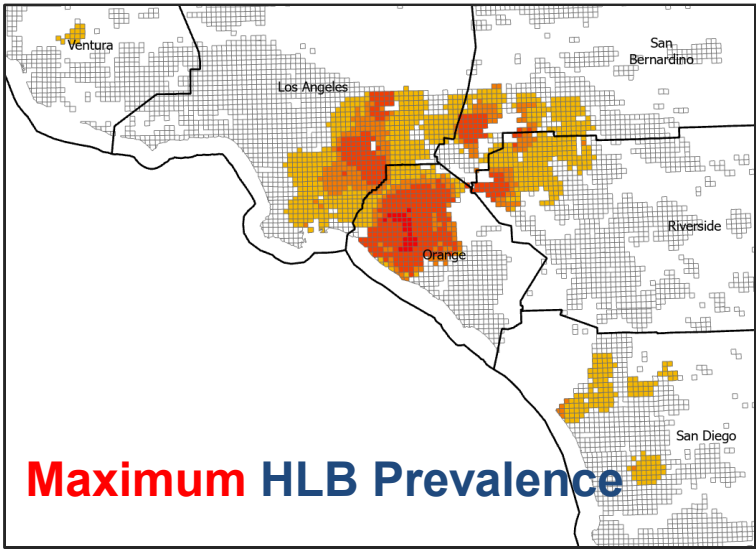 Ventura
San
Bernardino
Los Angeles
Riverside
Orange
San Diego
Maximum HLB Prevalence